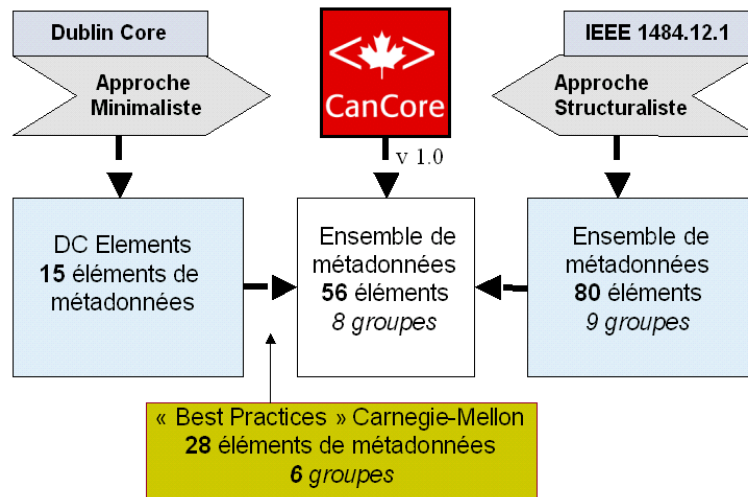 Dublin Core
Approche
Minimaliste
CanCore
v 1.0
IEEE 1484.12.1
Approche
Structuraliste
DC Elements
15 éléments de
métadonnées
Ensemble de
métadonnées
56 éléments
8 groupes
Ensemble de
métadonnées
80 éléments
9 groupes
« Best Practices » Carnegie-Mellon
28 éléments de métadonnées
6 groupes